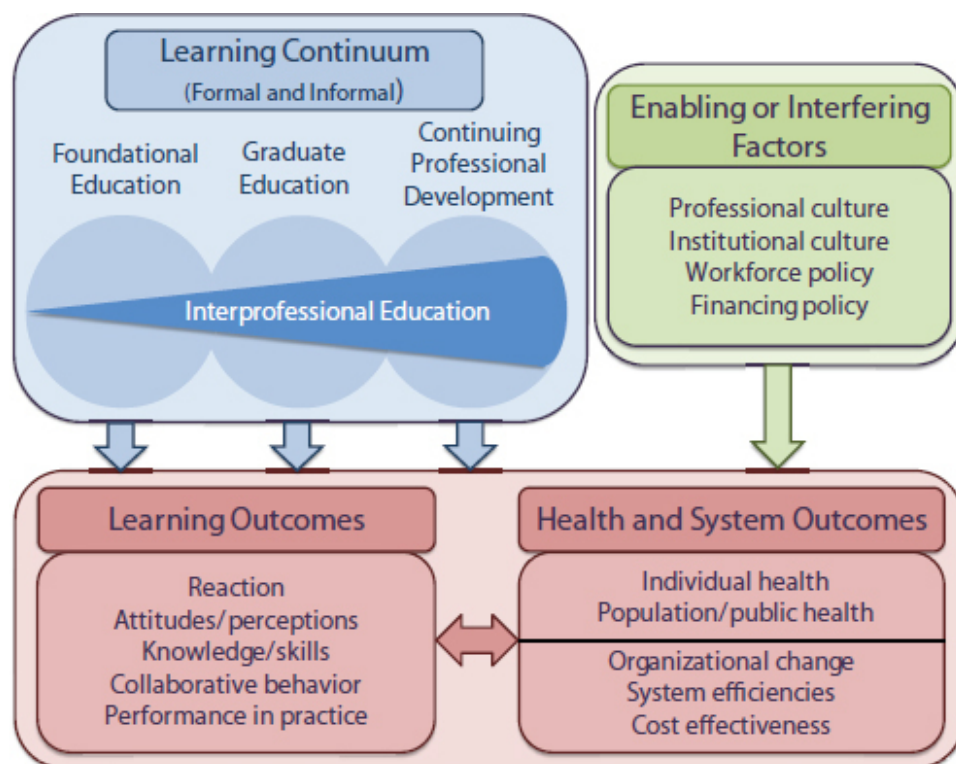 Learning Continuum
(Formal and Informal)
Foundational
Education
Graduate
Education
Continuing
Professional
Development
Interprofessional Education
Enabling or Interfering
Factors
Professional culture
Institutional culture
Workforce policy
Financing policy
Learning Outcomes
Reaction
Attitudes/perceptions
Knowledge/skills
Collaborative behavior
Performance in practice
Health and System Outcomes
Individual health
Population/public health
Organizational change
System efficiencies
Cost effectiveness